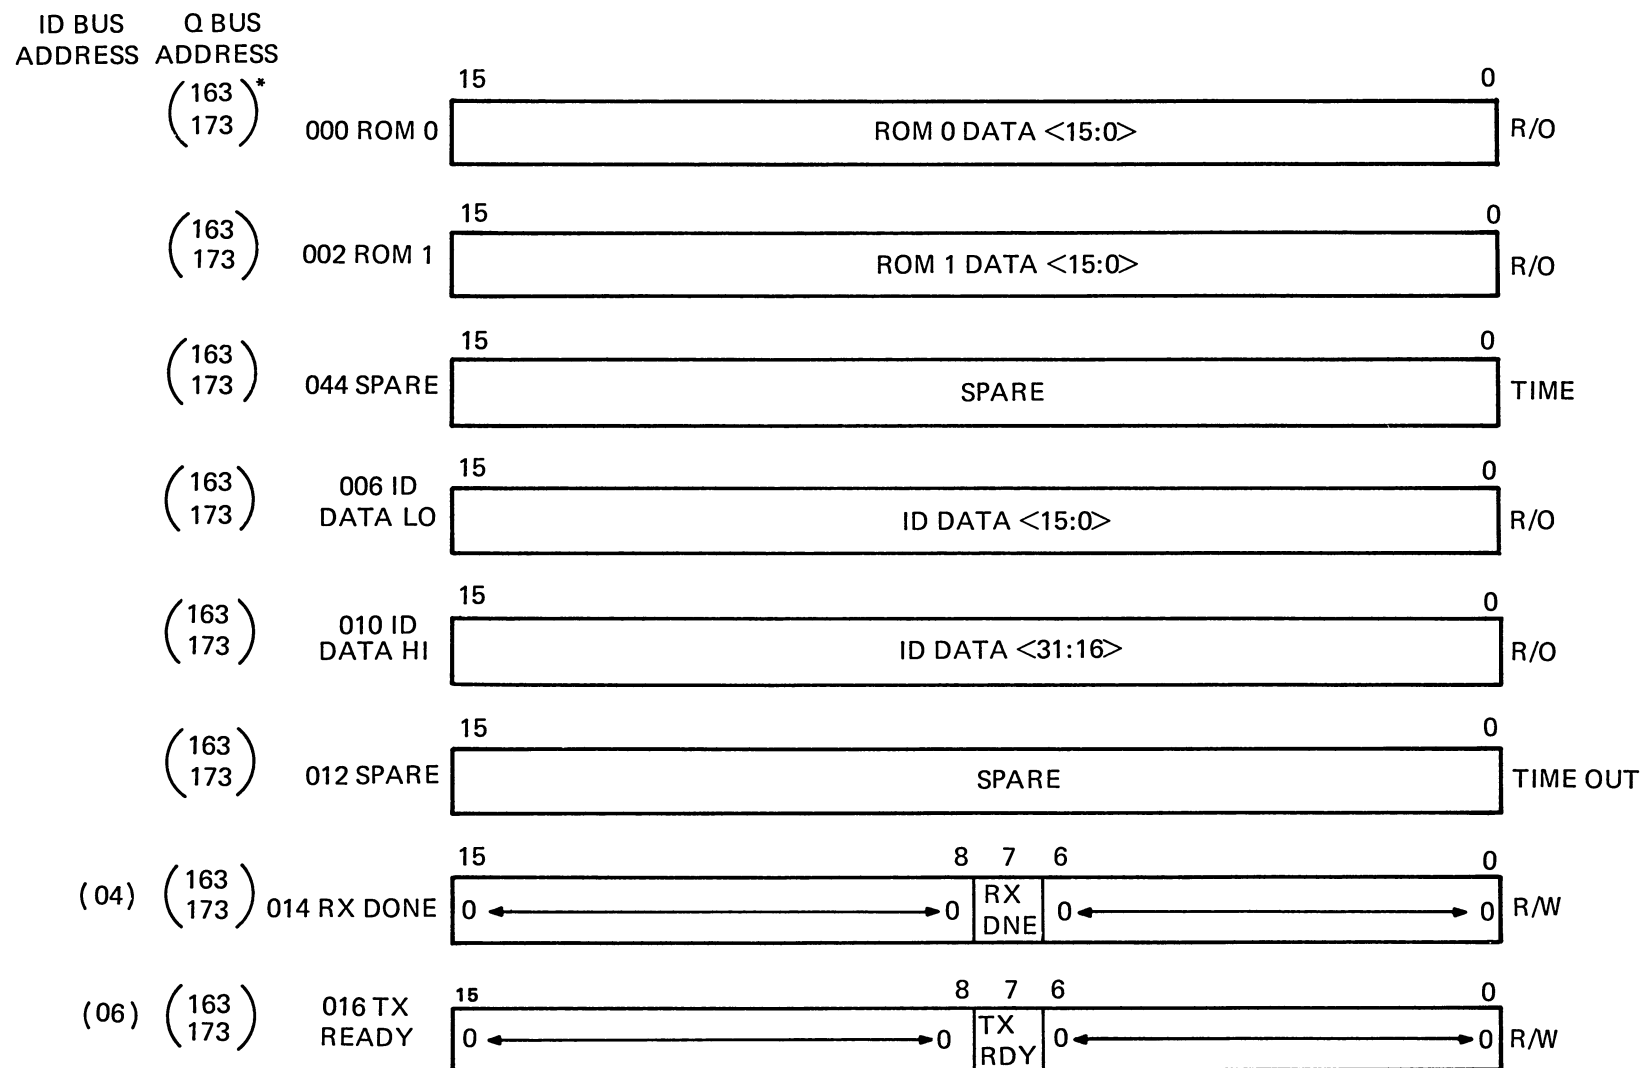 ID BUS Q BUS
ADDRESS ADDRESS
15 0
(163 173)* 000 ROM 0 ROM 0 DATA <15:0> R/O
15 0
(163 173) 002 ROM 1 ROM 1 DATA <15:0> R/O
15 0
(163 173) 044 SPARE SPARE TIME
15 0
(163 173) 006 ID DATA LO ID DATA <15:0> R/O
15 0
(163 173) 010 ID DATA HI ID DATA <31:16> R/O
15 0
(163 173) 012 SPARE SPARE TIME OUT
15 8 7 6 0
(04) (163 173) 014 RX DONE 0 0 RX DNE 0 0 R/W
15 8 7 6 0
(06) (163 173) 016 TX READY 0 0 TX RDY 0 0 R/W